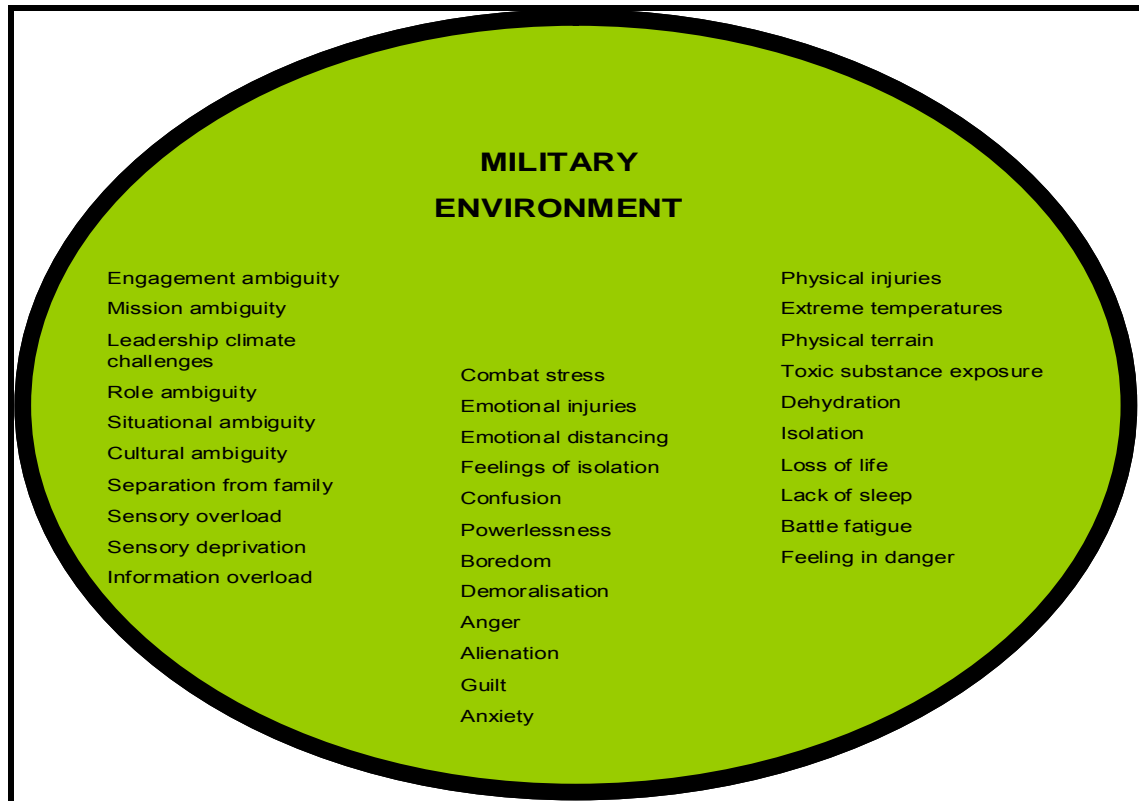 MILITARY
ENVIRONMENT
Engagement ambiguity
Mission ambiguity
Leadership climate
challenges
Role ambiguity
Situational ambiguity
Cultural ambiguity
Separation from family
Sensory overload
Sensory deprivation
Information overload
Combat stress
Emotional injuries
Emotional distancing
Feelings of isolation
Confusion
Powerlessness
Boredom
Demoralisation
Anger
Alienation
Guilt
Anxiety
Physical injuries
Extreme temperatures
Physical terrain
Toxic substance exposure
Dehydration
Isolation
Loss of life
Lack of sleep
Battle fatigue
Feeling in danger